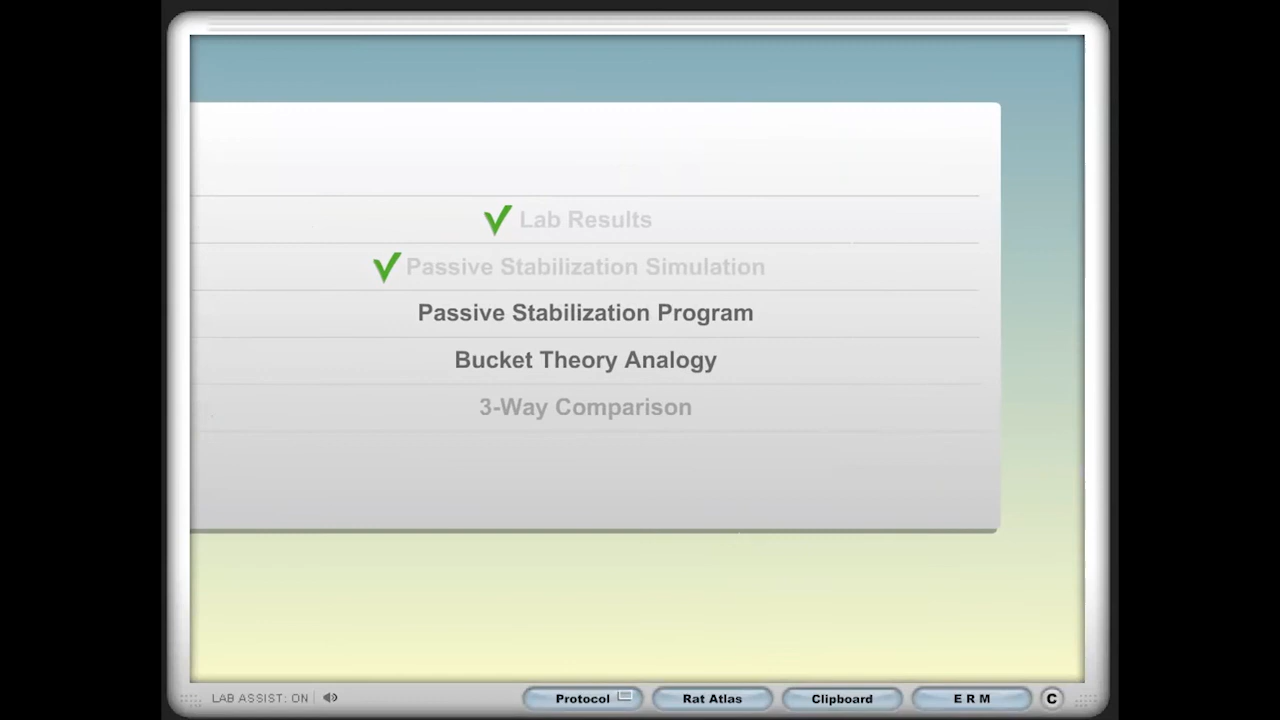 Lab Results
Passive Stabilization Simulation
Passive Stabilization Program
Bucket Theory Analogy
3-Way Comparison
LAB ASSIST: ON
Protocol
Rat Atlas
Clipboard
E R M
C